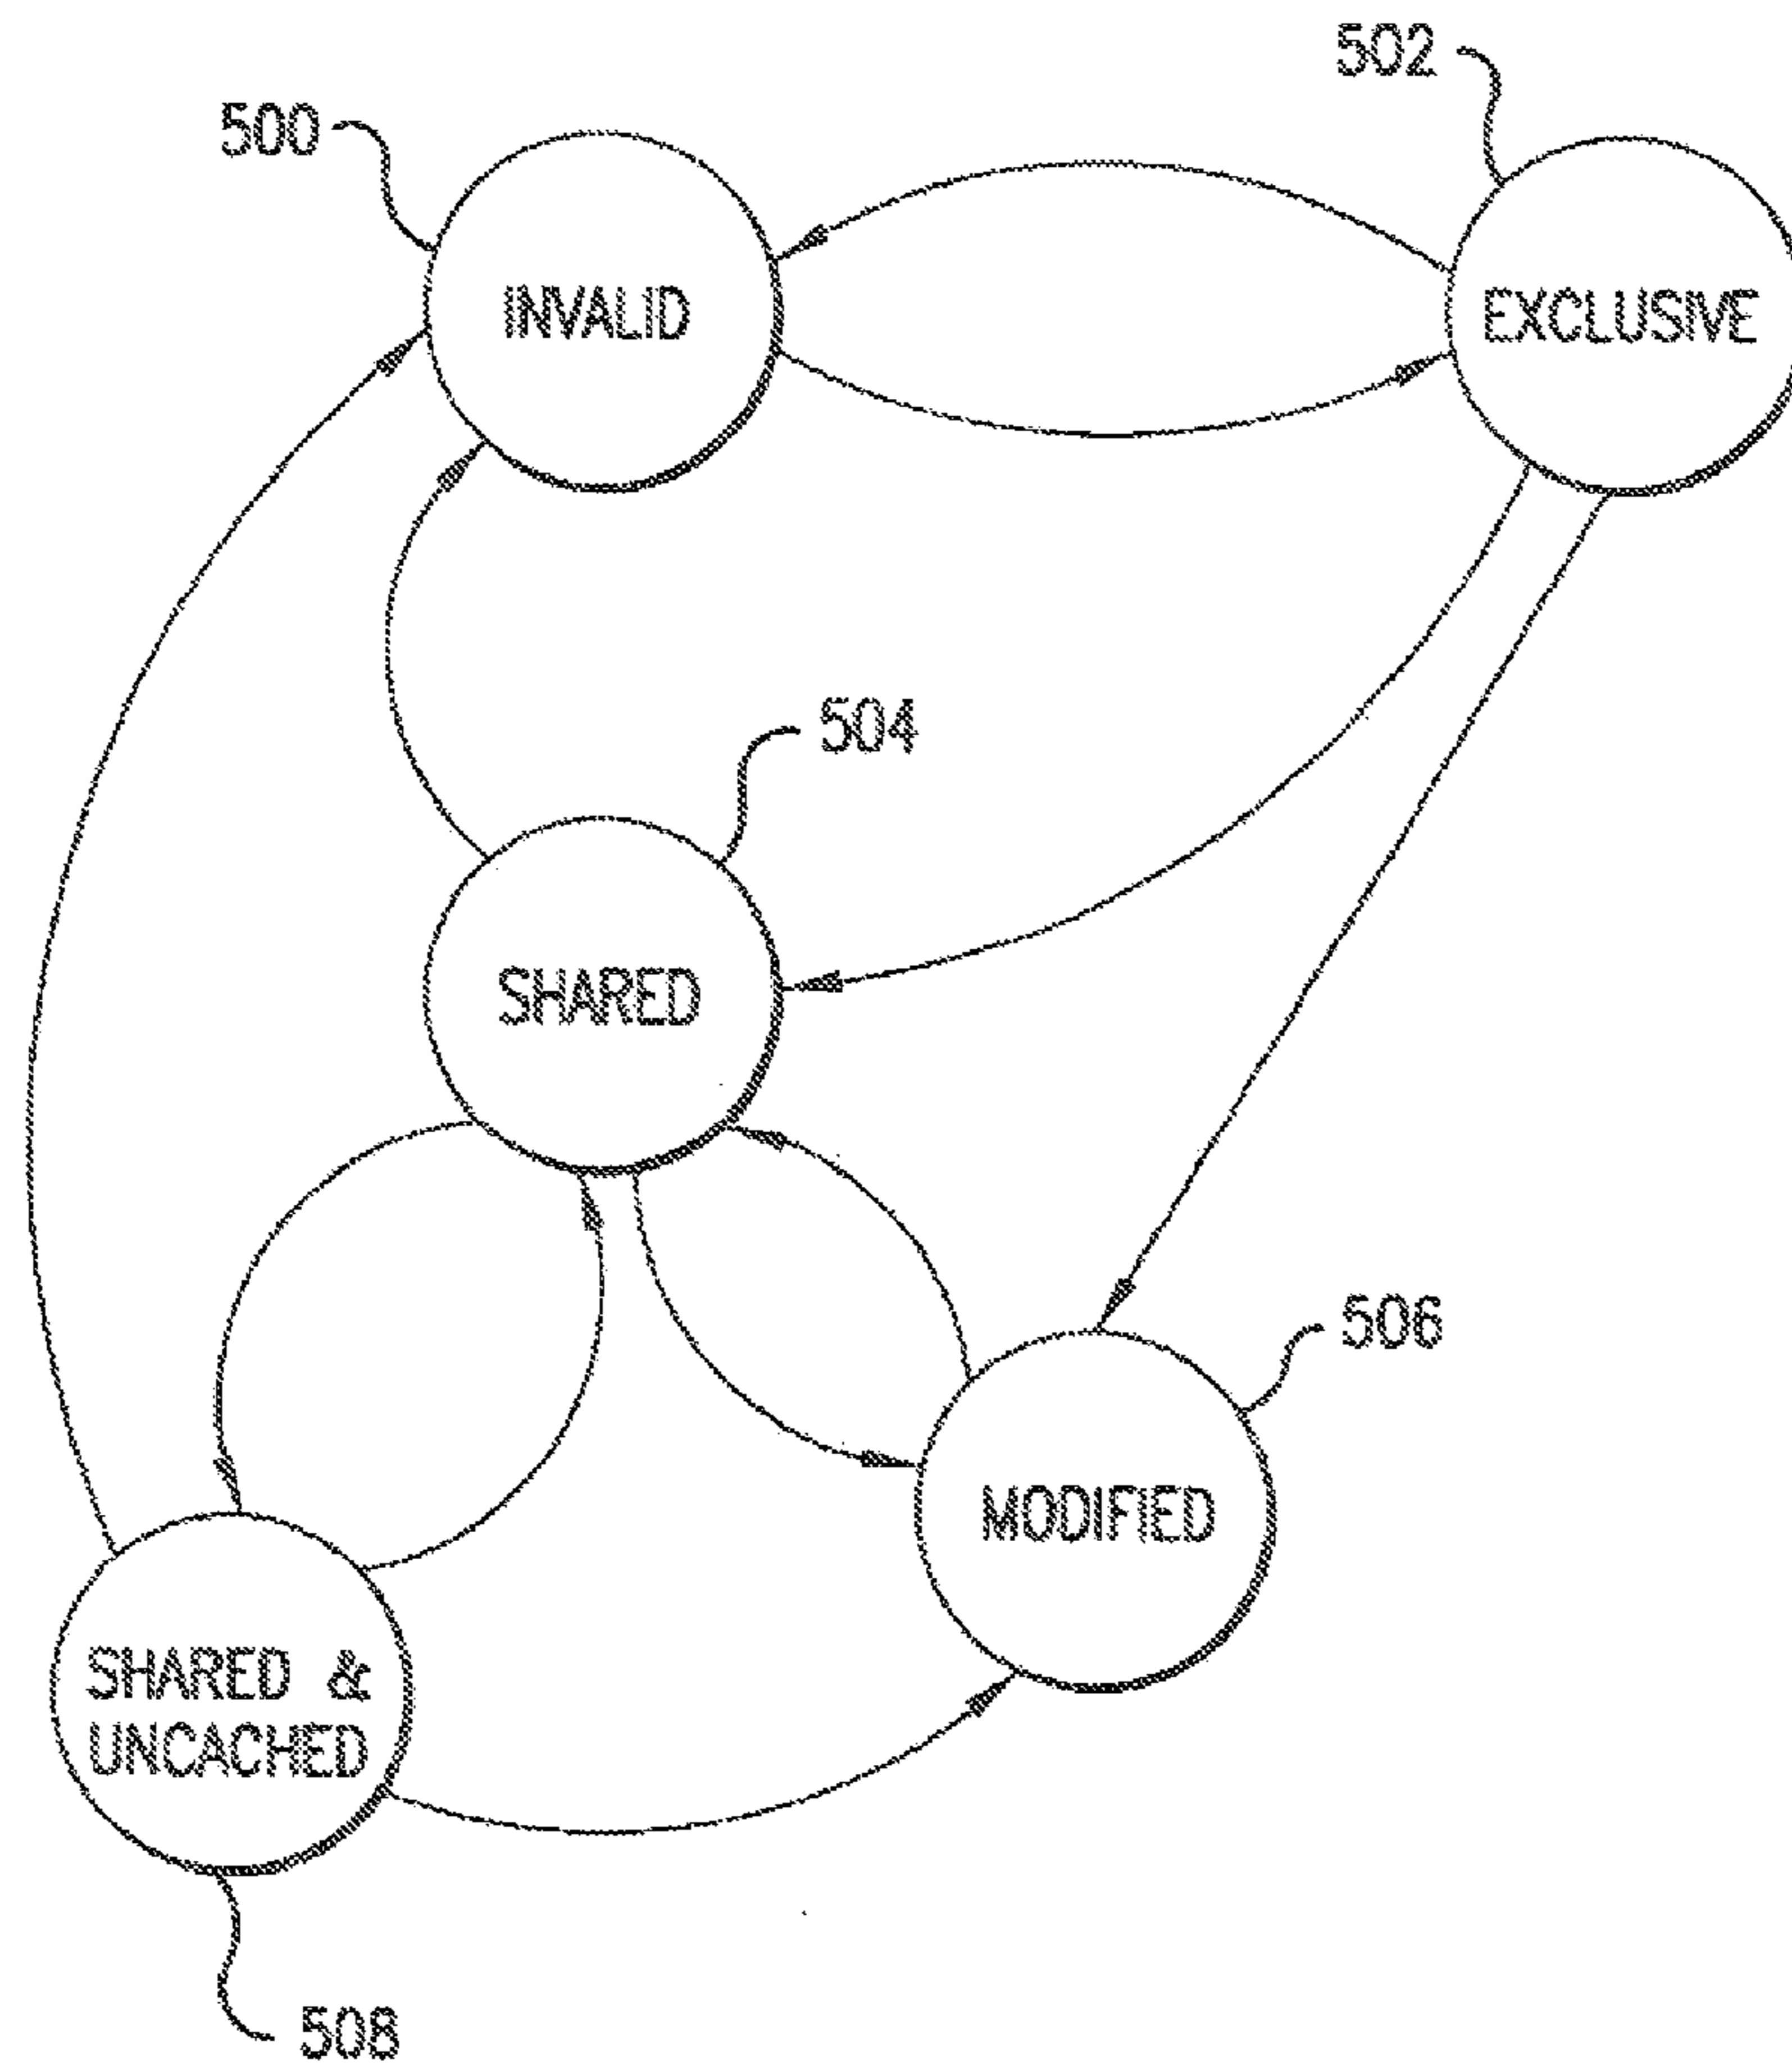 502
500
INVALID
EXCLUSIVE
504
SHARED
506
MODIFIED
SHARED &
UNCACHED
508